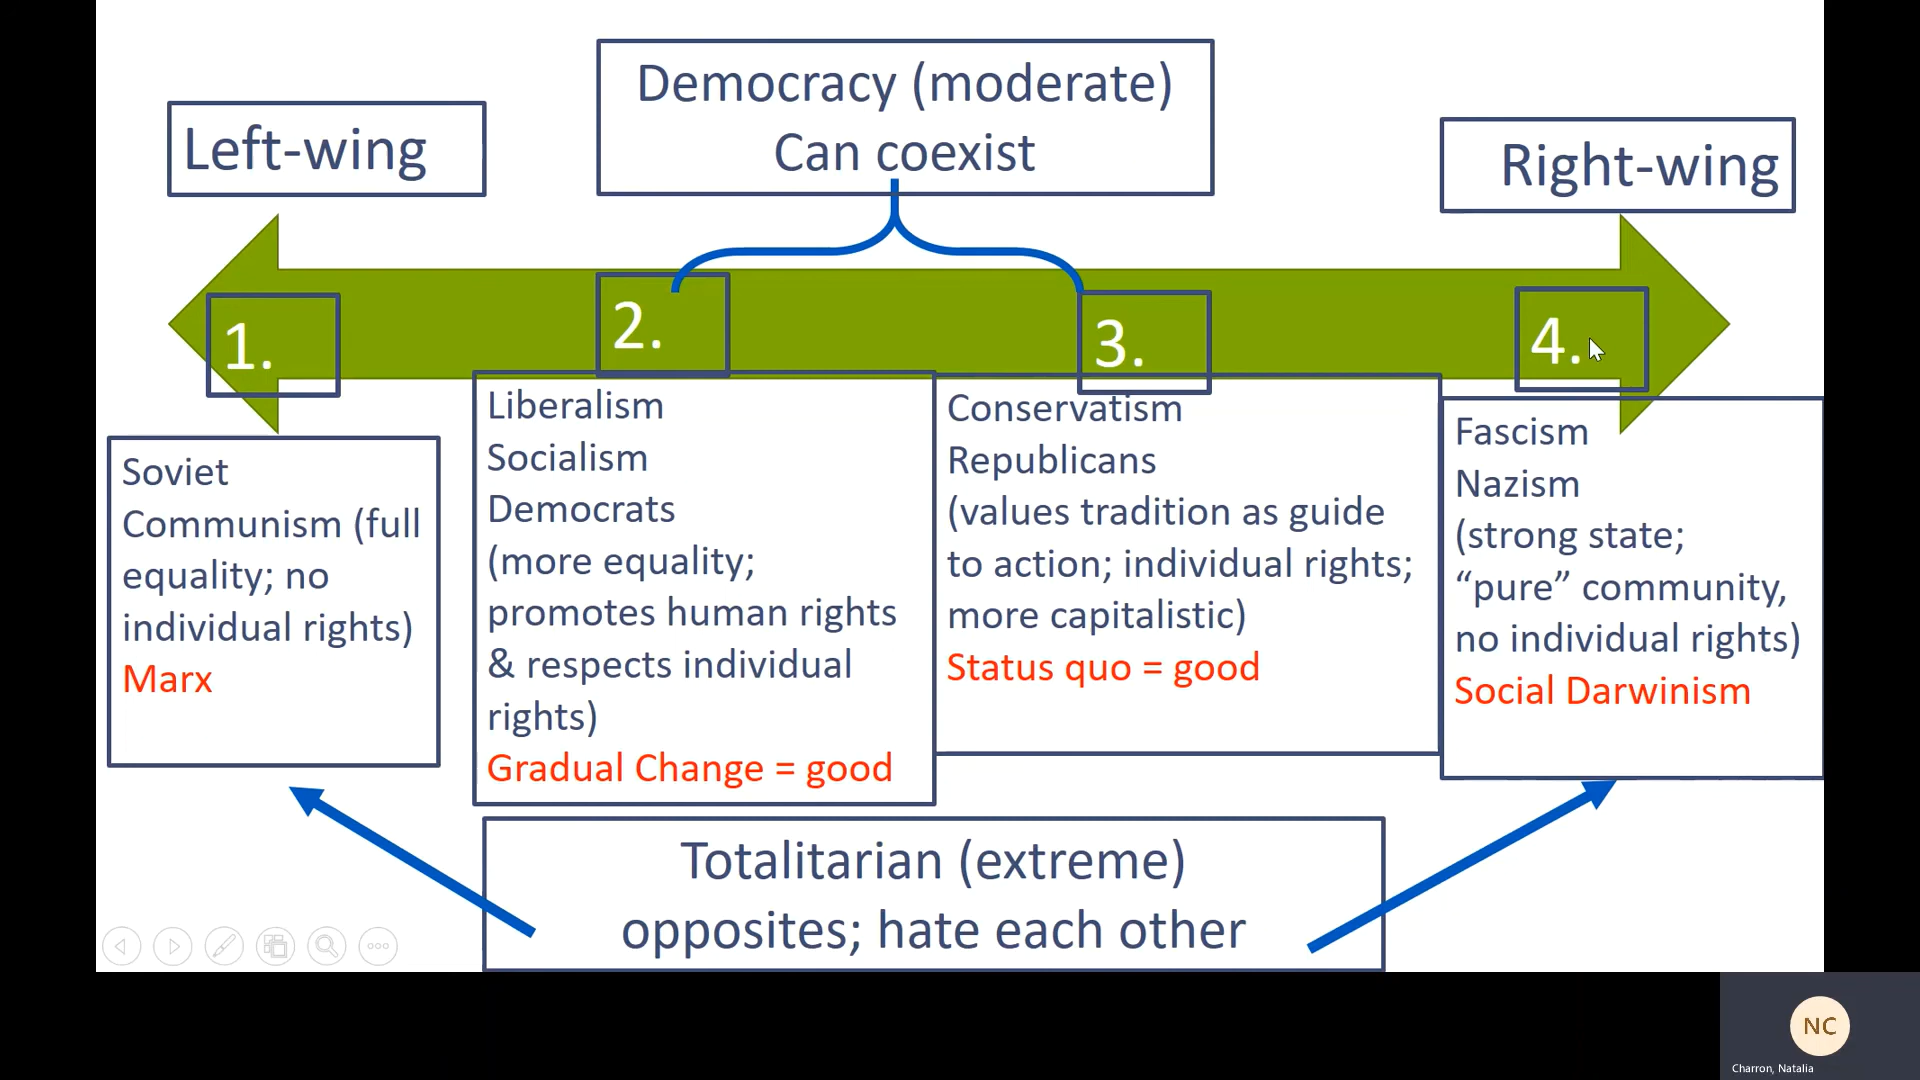 Democracy (moderate)
Can coexist
Left-wing
Right-wing
1.
2.
3.
4.
Soviet
Communism (full
equality; no
individual rights)
Marx
Liberalism
Socialism
Democrats
(more equality;
promotes human rights
& respects individual
rights)
Gradual Change = good
Conservatism
Republicans
(values tradition as guide
to action; individual rights;
more capitalistic)
Status quo = good
Fascism
Nazism
(strong state;
“pure” community,
no individual rights)
Social Darwinism
Totalitarian (extreme)
opposites; hate each other
NC
Charron, Natalia